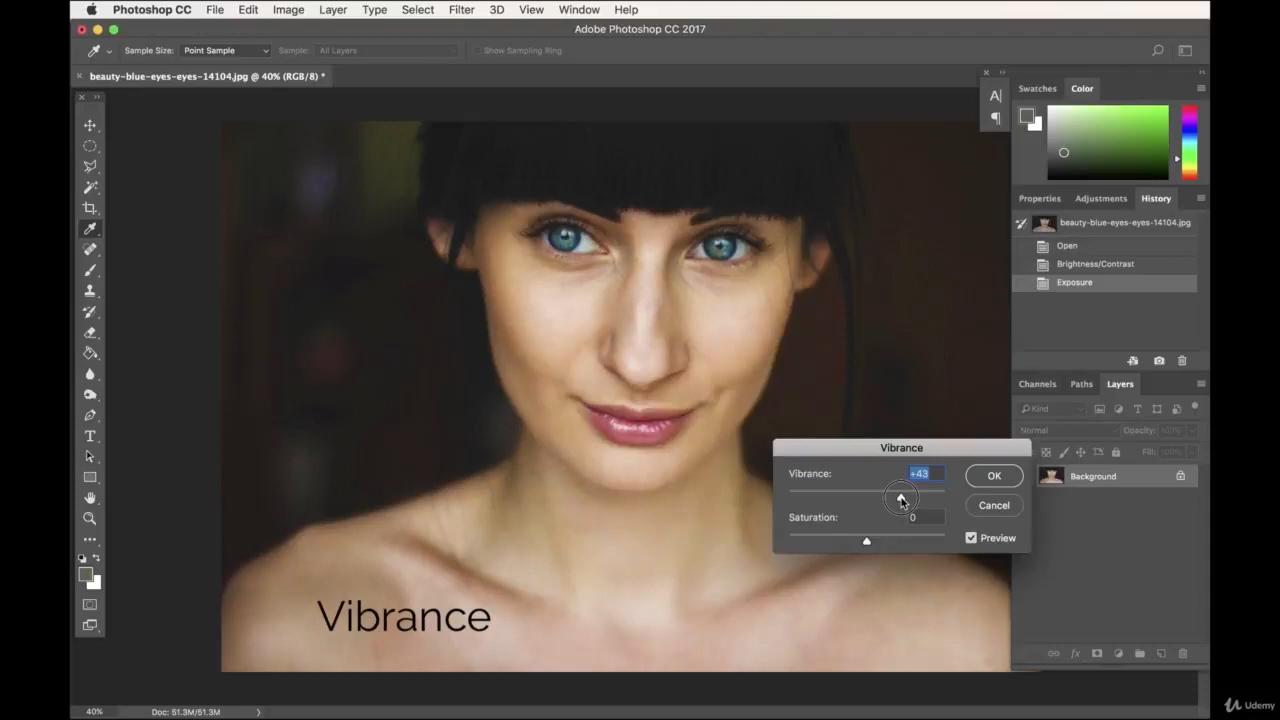 Photoshop CC File Edit Image Layer Type Select Filter 3D View Window Help
Adobe Photoshop CC 2017
Sample Size: Point Sample Sample: All Layers Show Sampling Ring
beauty-blue-eyes-eyes-14104.jpg @ 40% (RGB/8) *
Swatches Color
A|
Properties Adjustments History
beauty-blue-eyes-eyes-14104.jpg
Open
Brightness/Contrast
Exposure
Channels Paths Layers
Kind
Normal Opacity: 100%
Fill: 100%
Background
Vibrance
Vibrance: +43 OK
Cancel
Saturation: 0
Preview
Vibrance
fx
40% Doc: 51.3M/51.3M
Udemy